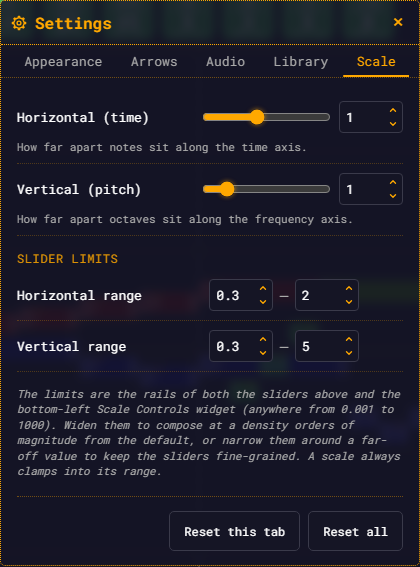 Settings
Appearance Arrows Audio Library Scale
Horizontal (time) 1
How far apart notes sit along the time axis.
Vertical (pitch) 1
How far apart octaves sit along the frequency axis.
SLIDER LIMITS
Horizontal range 0.3 – 2
Vertical range 0.3 – 5
The limits are the rails of both the sliders above and the
bottom-left Scale Controls widget (anywhere from 0.001 to
1000). Widen them to compose at a density orders of
magnitude from the default, or narrow them around a far-
off value to keep the sliders fine-grained. A scale always
clamps into its range.
Reset this tab Reset all